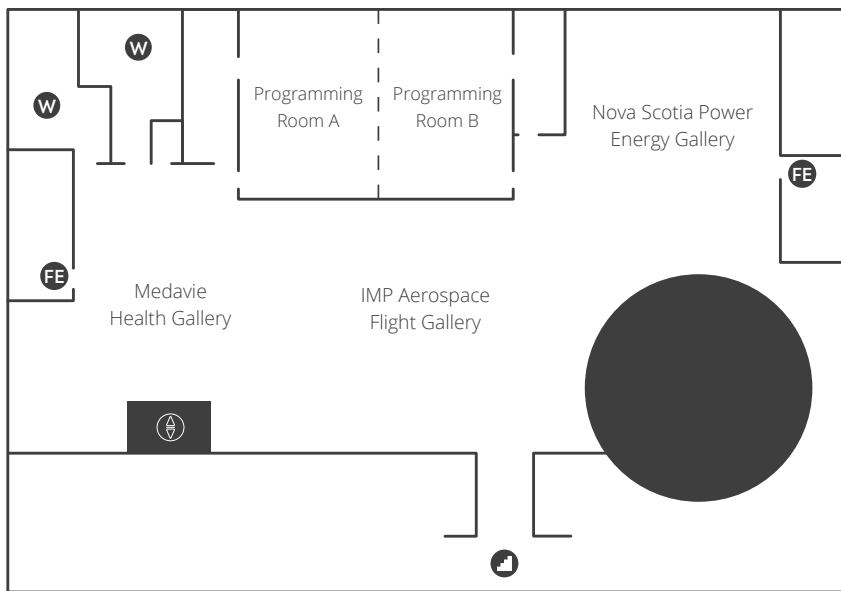 W
W
Programming
Room A
Programming
Room B
Nova Scotia Power
Energy Gallery
FE
FE
Medavie
Health Gallery
IMP Aerospace
Flight Gallery